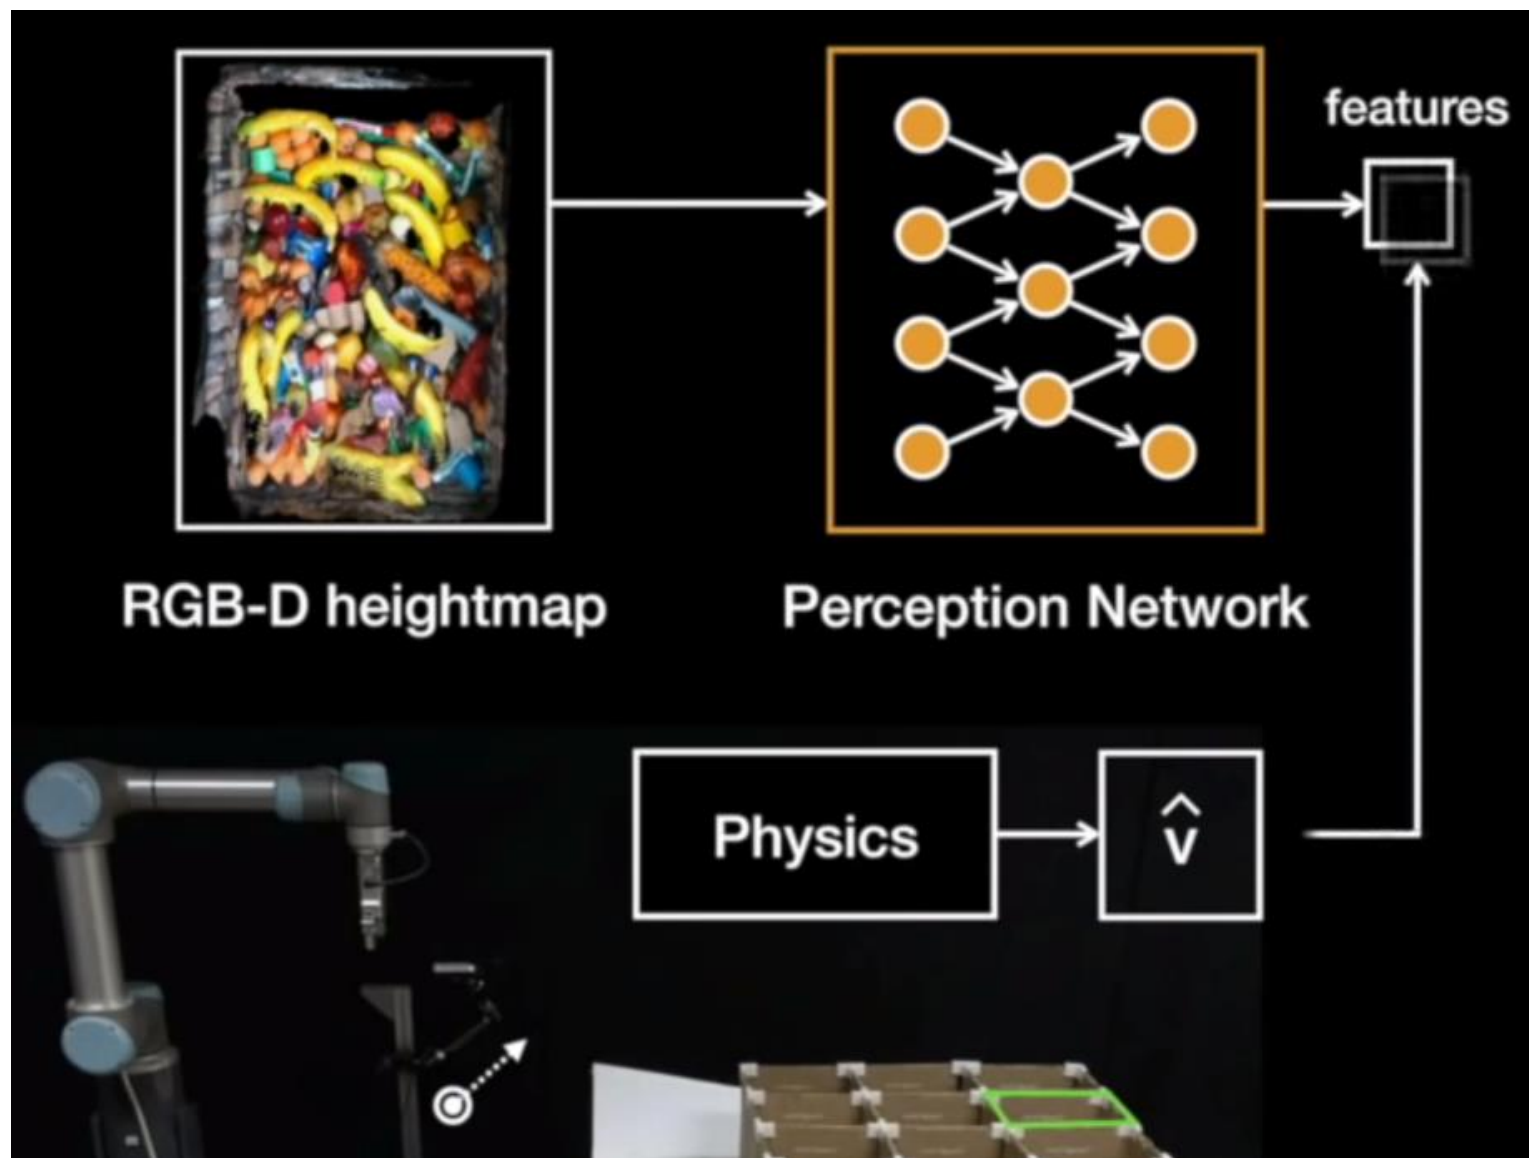 features
RGB-D heightmap
Perception Network
Physics
v̂